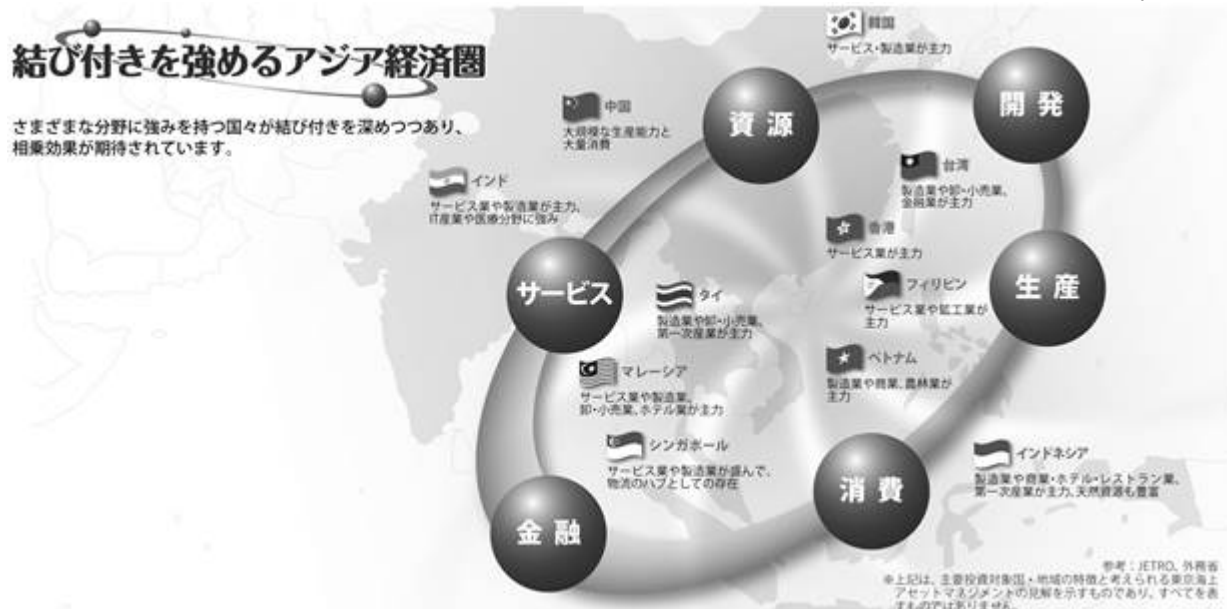 結び付きを強めるアジア経済圏
さまざまな分野に強みを持つ国々が結び付きを深めつつあり、
相乗効果が期待されています。
韓国
サービス・製造業が主力
中国
大規模な生産能力と
大量消費
資源
開発
インド
サービス業や製造業が主力、
IT産業や医療分野に強み
台湾
製造業や卸・小売業、
金融業が主力
香港
サービス業が主力
サービス
タイ
製造業や卸・小売業、
第一次産業が主力
フィリピン
サービス業や鉱工業が
主力
生産
マレーシア
サービス業や製造業、
卸・小売業、ホテル業が主力
ベトナム
製造業や商業、農林業が
主力
シンガポール
サービス業や製造業が盛んで、
物流のハブとしての存在
インドネシア
製造業や商業・ホテル・レストラン業、
第一次産業が主力、天然資源も豊富
消費
金融
参考：JETRO、外務省
※上記は、主要投資対象国・地域の特徴と考えられる東京海上
アセットマネジメントの見解を示すものであり、すべてを表
すものではありません。